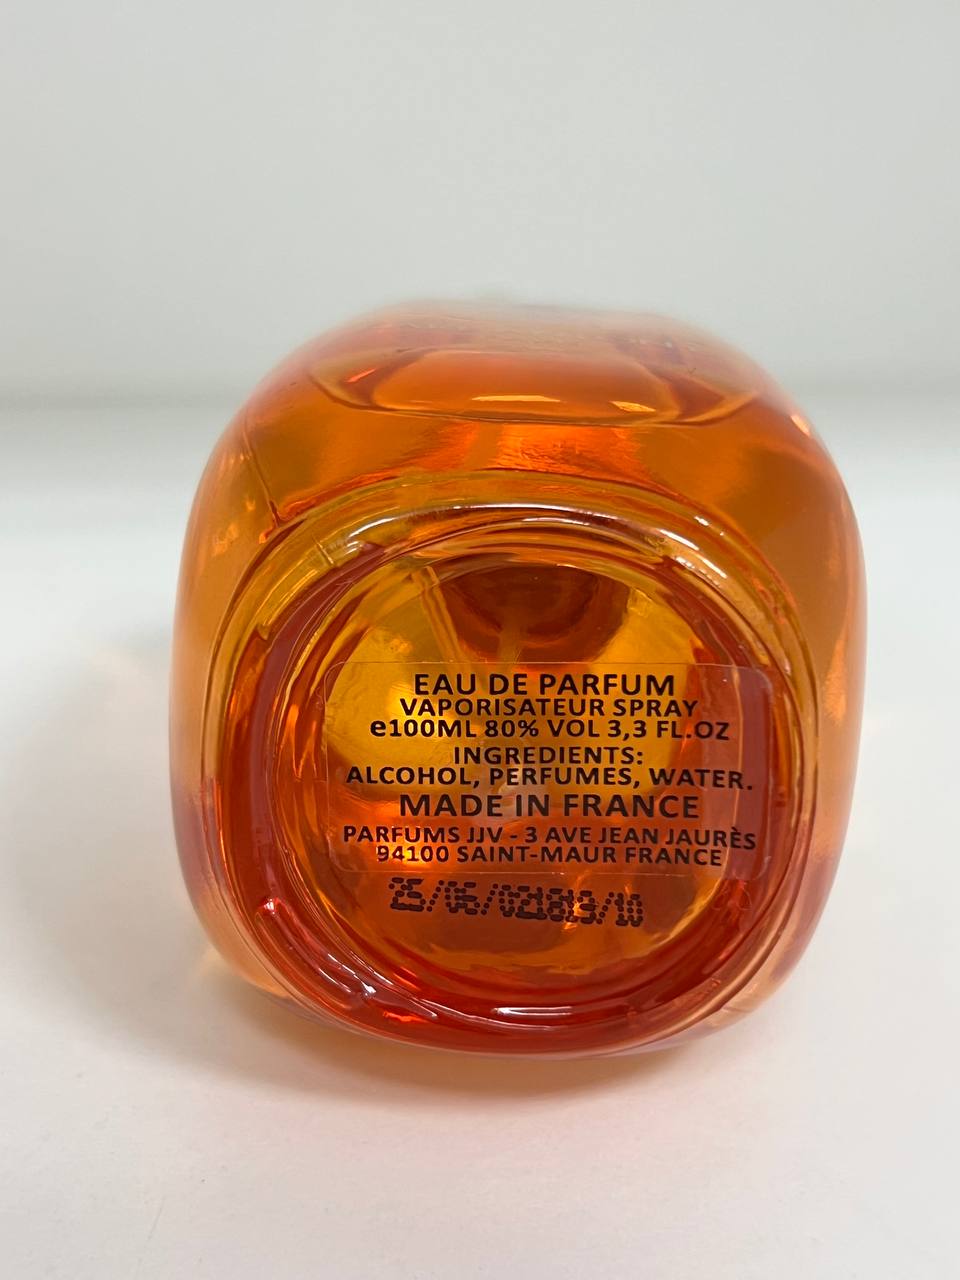 EAU DE PARFUM
VAPORISATEUR SPRAY
e100ML 80% VOL 3,3 FL.OZ
INGREDIENTS:
ALCOHOL, PERFUMES, WATER.
MADE IN FRANCE
PARFUMS JJV - 3 AVE JEAN JAURÈS
94100 SAINT-MAUR FRANCE